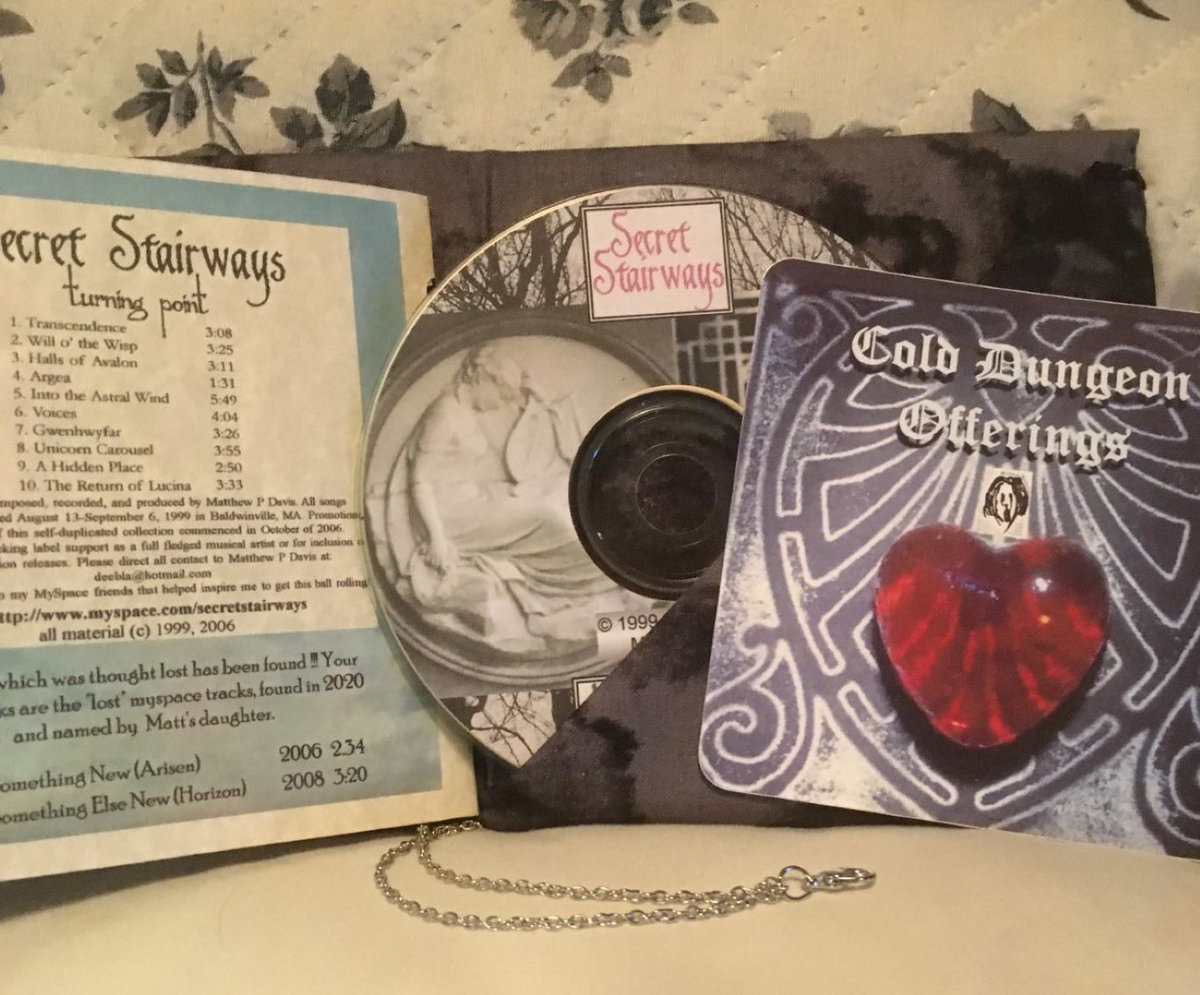 ecret Stairways
turning point
1. Transcendence 3:08
2. Will o' the Wisp 3:25
3. Halls of Avalon 3:11
4. Argea 1:31
5. Into the Astral Wind 5:49
6. Voices 4:04
7. Gwenhwyfar 3:26
8. Unicorn Carousel 3:55
9. A Hidden Place 2:50
10. The Return of Lucina 3:33
mposed, recorded, and produced by Matthew P Davis. All songs
ed August 13-September 6, 1999 in Baldwinville, MA. Promotional
f this self-duplicated collection commenced in October of 2006.
king label support as a full fledged musical artist or for inclusion o
ion releases. Please direct all contact to Matthew P Davis at:
deebla@hotmail.com
o my MySpace friends that helped inspire me to get this ball rolling
ttp://www.myspace.com/secretstairways
all material (c) 1999, 2006
which was thought lost has been found !!! Your
ks are the "lost" myspace tracks, found in 2020
and named by Matt's daughter.
omething New (Arisen) 2006 2.34
omething Else New (Horizon) 2008 3:20
Secret
Stairways
© 1999
M
Cold Dungeon
Offerings